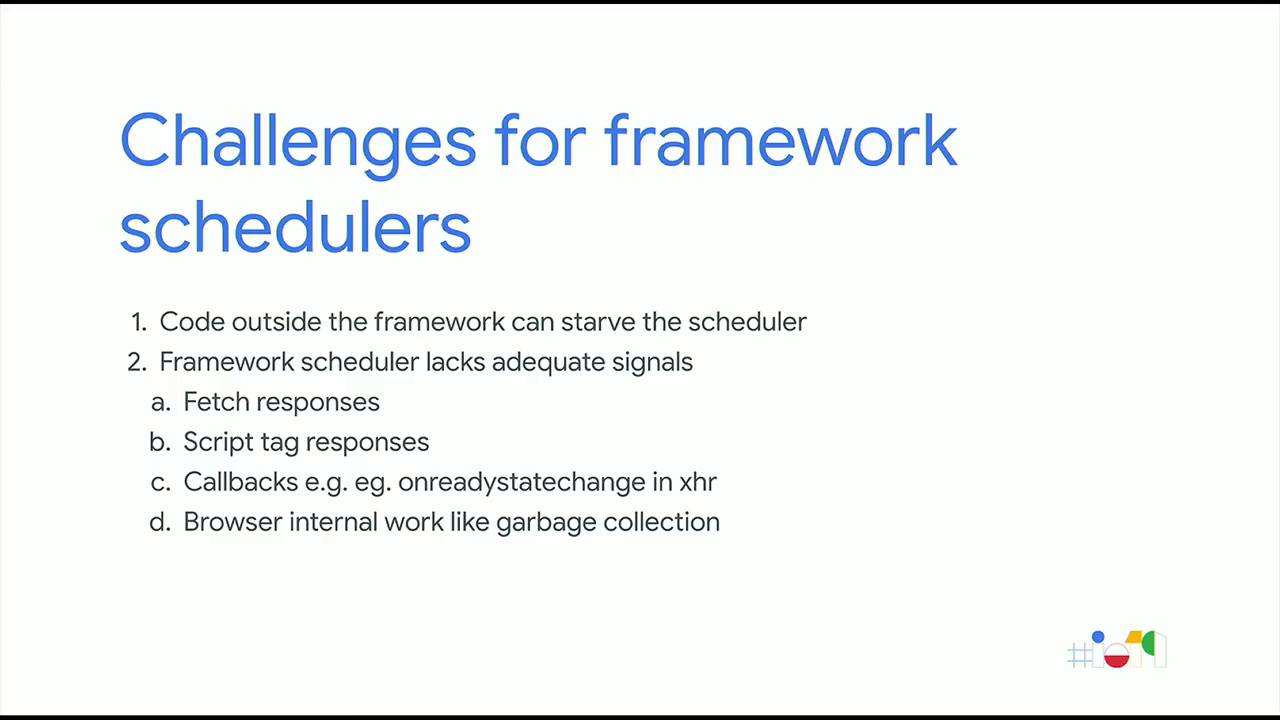 Challenges for framework
schedulers
1. Code outside the framework can starve the scheduler
2. Framework scheduler lacks adequate signals
a. Fetch responses
b. Script tag responses
c. Callbacks e.g. eg. onreadystatechange in xhr
d. Browser internal work like garbage collection
#io19